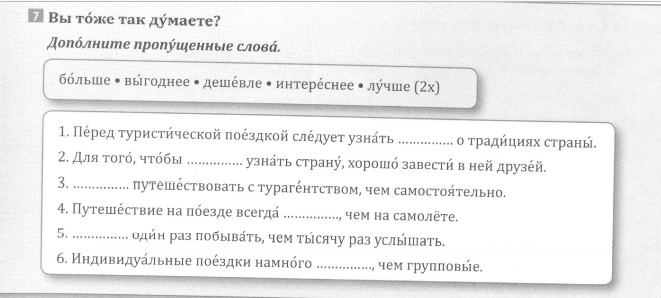 7 Вы то́же так ду́маете?
Допо́лните пропу́щенные слова́.
бо́льше • вы́годнее • деше́вле • интере́снее • лу́чше (2x)
1. Пе́ред туристи́ческой пое́здкой сле́дует узна́ть ............... о тради́циях страны́.
2. Для того́, что́бы ............... узна́ть страну́, хорошо́ завести́ в ней друзе́й.
3. ............... путеше́ствовать с тураге́нтством, чем самостоя́тельно.
4. Путеше́ствие на по́езде всегда́ ..............., чем на самолёте.
5. ............... оди́н раз побыва́ть, чем ты́сячу раз услы́шать.
6. Индивидуа́льные пое́здки намно́го ..............., чем группов́ые.